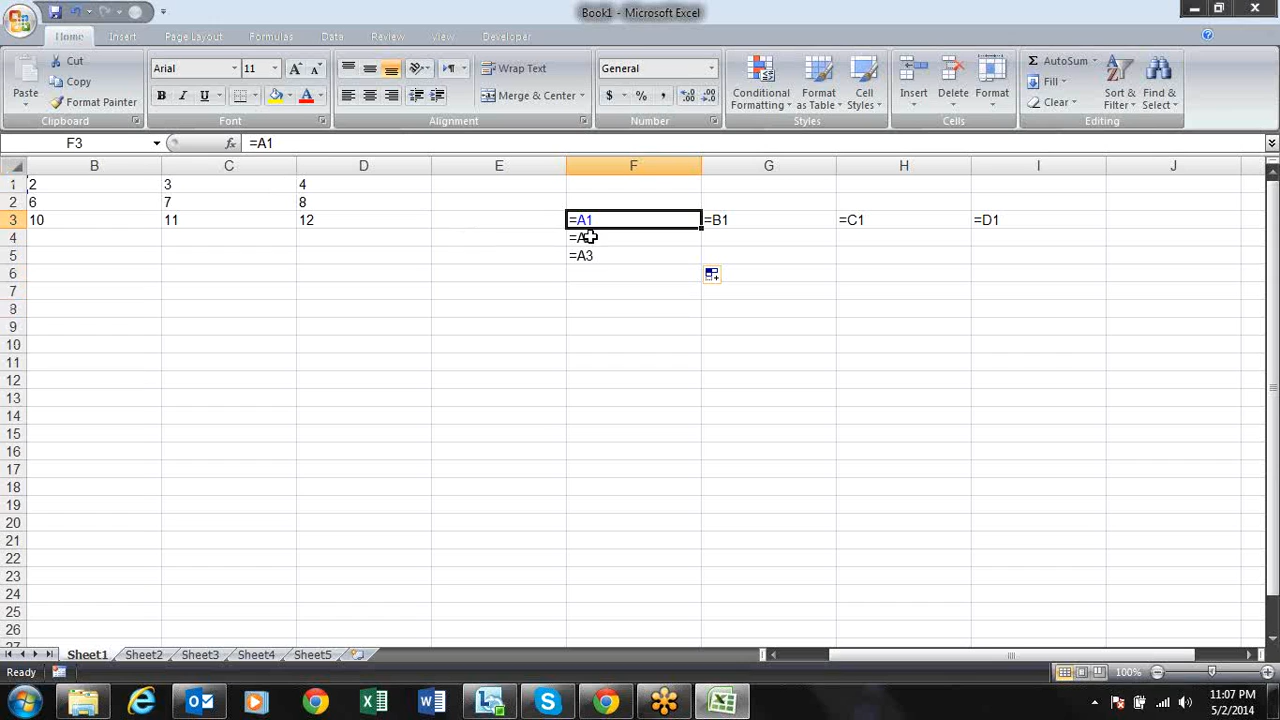 Book1 - Microsoft Excel
Home Insert Page Layout Formulas Data Review View Developer
Paste
Cut
Copy
Format Painter
Clipboard
Arial 11
B I U
Font
Wrap Text
Merge & Center
Alignment
General
$ % ,
Number
Conditional Formatting
Format as Table
Cell Styles
Styles
Insert Delete Format
Cells
AutoSum
Fill
Clear
Sort & Filter
Find & Select
Editing
F3 fx =A1
B C D E F G H I J
1 2 3 4
2 6 7 8
3 10 11 12 =A1 =B1 =C1 =D1
4
5 =A3
6
7
8
9
10
11
12
13
14
15
16
17
18
19
20
21
22
23
24
25
26
27
Sheet1 Sheet2 Sheet3 Sheet4 Sheet5
Ready 100%
11:07 PM
5/2/2014